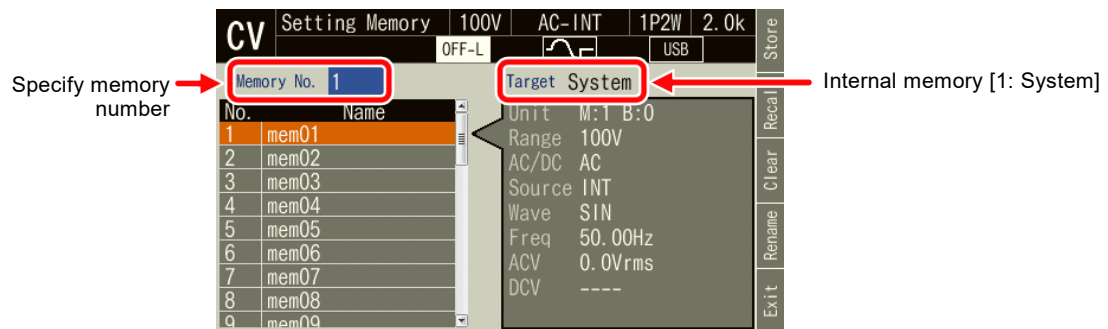 CV
Setting Memory 100V AC-INT 1P2W 2.0k
OFF-L USB
Specify memory
number
Memory No. 1
Target System
Internal memory [1: System]
No. Name
1 mem01
2 mem02
3 mem03
4 mem04
5 mem05
6 mem06
7 mem07
8 mem08
9 mem09
Unit M:1 B:0
Range 100V
AC/DC AC
Source INT
Wave SIN
Freq 50.00Hz
ACV 0.0Vrms
DCV ----
Store
Recal
Clear
Rename
Exit